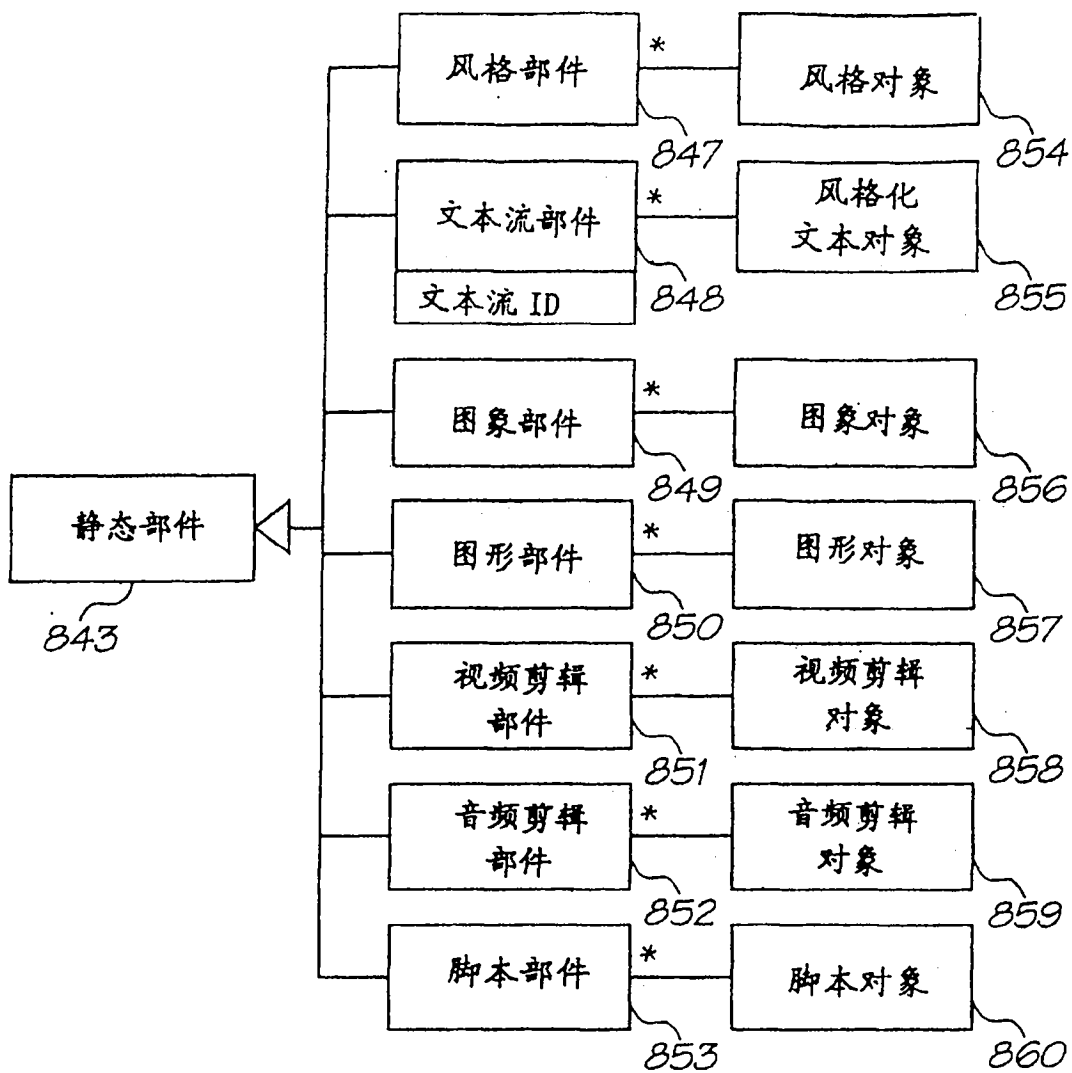 风格部件
*
风格对象
847
854
文本流部件
*
风格化
文本对象
848
855
文本流 ID
图象部件
*
图象对象
849
856
静态部件
843
图形部件
*
图形对象
850
857
视频剪辑
部件
*
视频剪辑
对象
851
858
音频剪辑
部件
*
音频剪辑
对象
852
859
脚本部件
*
脚本对象
853
860